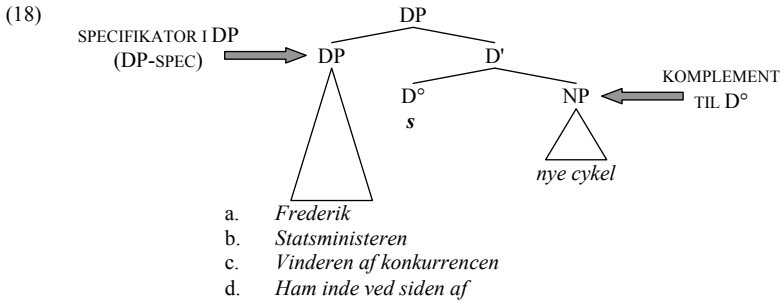 (18)
DP
SPECIFIKATOR I DP
(DP-SPEC)
DP
D'
D°
NP
KOMPLEMENT
TIL D°
s
nye cykel
a. Frederik
b. Statsministeren
c. Vinderen af konkurrencen
d. Ham inde ved siden af